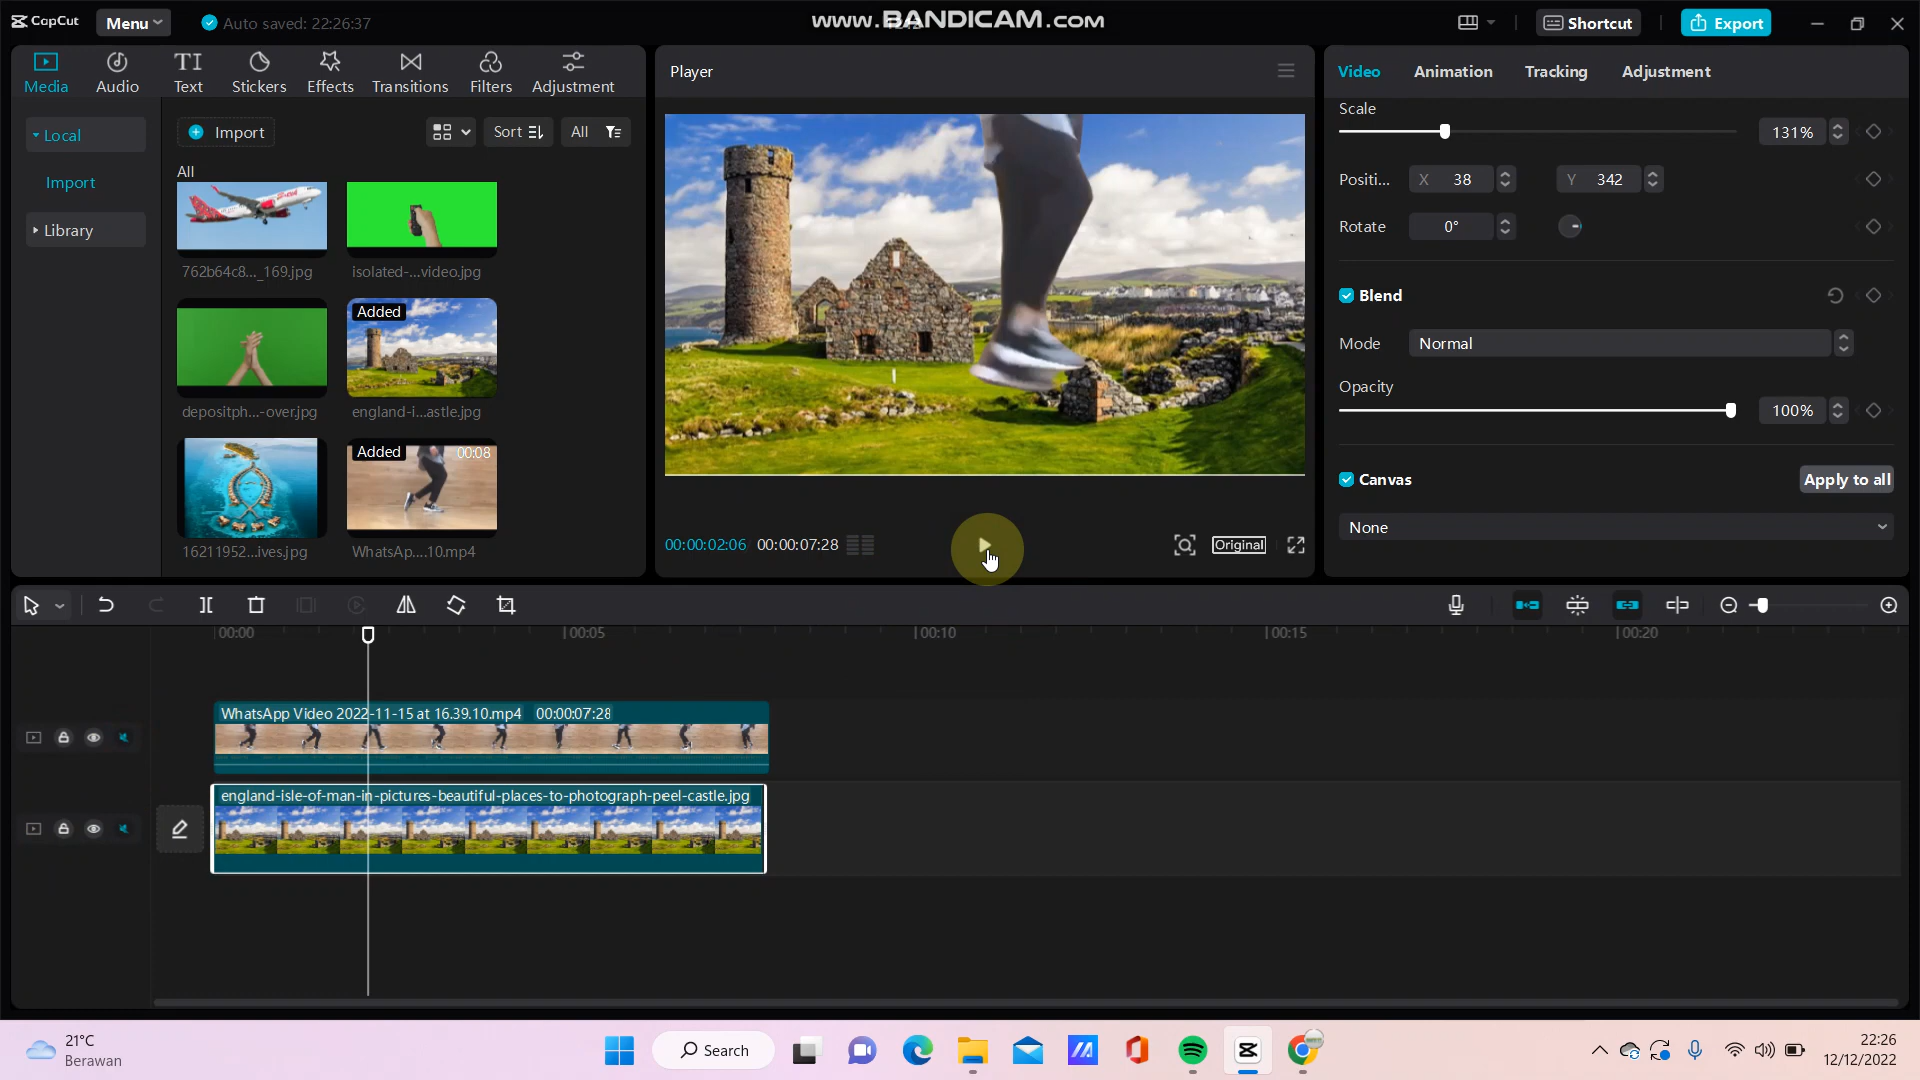 CapCut
Menu
Auto saved: 22:26:37
www.BANDICAM.COM
Shortcut
Export
Media
Audio
Text
Stickers
Effects
Transitions
Filters
Adjustment
Local
Import
Library
Import
Sort
All
All
762b64c8..._169.jpg
isolated-...video.jpg
depositph...-over.jpg
Added
england-i...astle.jpg
16211952...ives.jpg
Added
00:08
WhatsAp....10.mp4
Player
00:00:02:06
00:00:07:28
Original
Video
Animation
Tracking
Adjustment
Scale
131%
Positi...
X 38
Y 342
Rotate
0°
Blend
Mode
Normal
Opacity
100%
Canvas
Apply to all
None
00:00
00:05
00:10
00:15
00:20
WhatsApp Video 2022-11-15 at 16.39.10.mp4 00:00:07:28
england-isle-of-man-in-pictures-beautiful-places-to-photograph-peel-castle.jpg
21°C
Berawan
Search
22:26
12/12/2022